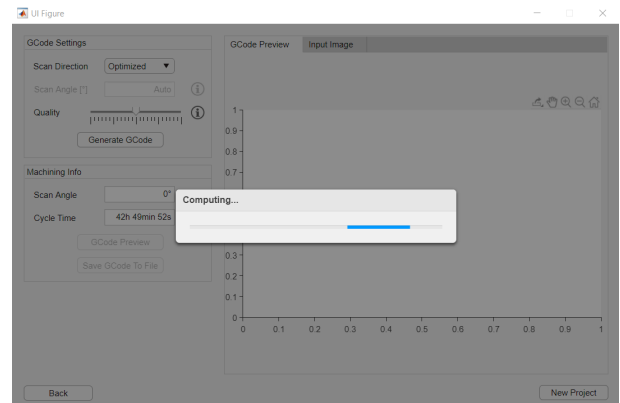 UI Figure
GCode Settings
Scan Direction Optimized
Scan Angle [°] Auto
Quality
Generate GCode
Machining Info
Scan Angle 0°
Cycle Time 42h 49min 52s
GCode Preview
Save GCode To File
Back
GCode Preview Input Image
Computing...
1
0.9
0.8
0.7
0.3
0.2
0.1
0
0 0.1 0.2 0.3 0.4 0.5 0.6 0.7 0.8 0.9 1
New Project